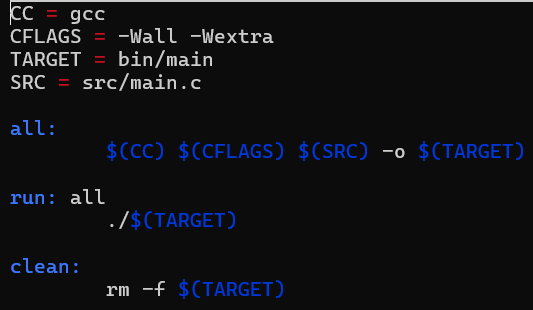 CC = gcc
CFLAGS = -Wall -Wextra
TARGET = bin/main
SRC = src/main.c
all:
$(CC) $(CFLAGS) $(SRC) -o $(TARGET)
run: all
./$(TARGET)
clean:
rm -f $(TARGET)